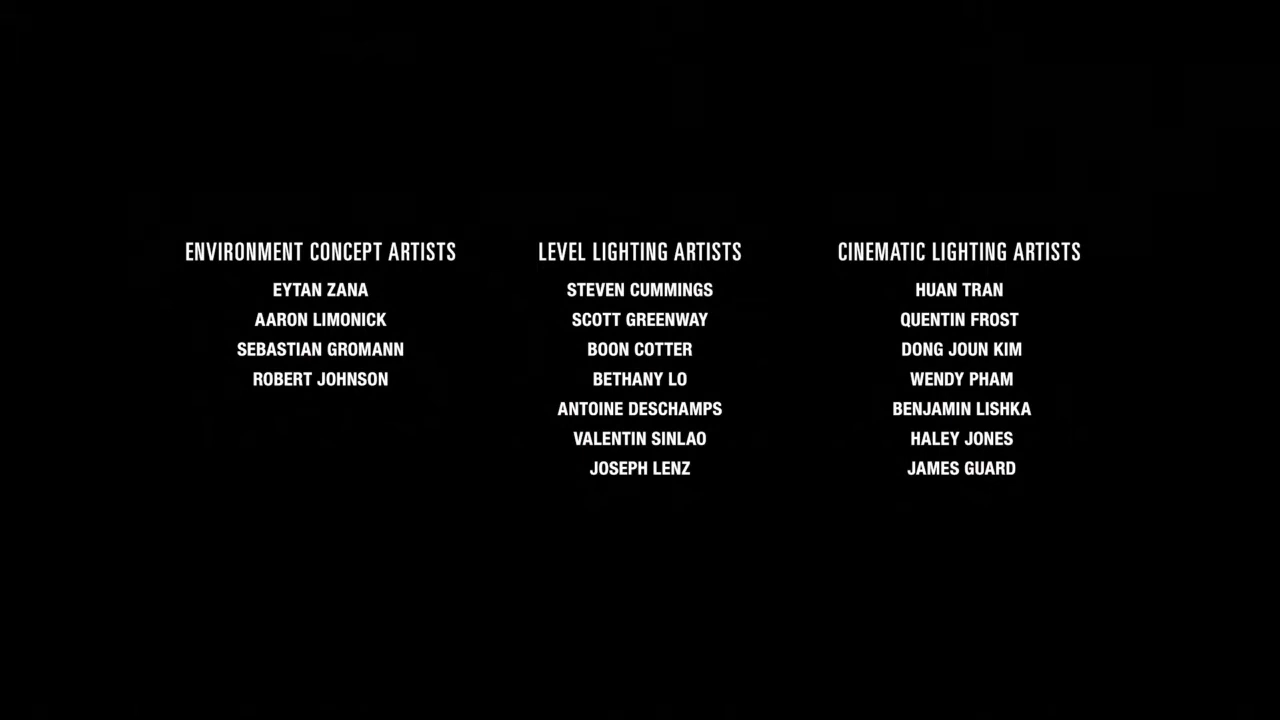 ENVIRONMENT CONCEPT ARTISTS
EYTAN ZANA
AARON LIMONICK
SEBASTIAN GROMANN
ROBERT JOHNSON
LEVEL LIGHTING ARTISTS
STEVEN CUMMINGS
SCOTT GREENWAY
BOON COTTER
BETHANY LO
ANTOINE DESCHAMPS
VALENTIN SINLAO
JOSEPH LENZ
CINEMATIC LIGHTING ARTISTS
HUAN TRAN
QUENTIN FROST
DONG JOUN KIM
WENDY PHAM
BENJAMIN LISHKA
HALEY JONES
JAMES GUARD